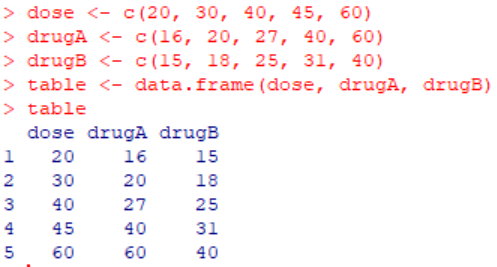 > dose <- c(20, 30, 40, 45, 60)
> drugA <- c(16, 20, 27, 40, 60)
> drugB <- c(15, 18, 25, 31, 40)
> table <- data.frame(dose, drugA, drugB)
> table
  dose drugA drugB
1   20    16    15
2   30    20    18
3   40    27    25
4   45    40    31
5   60    60    40